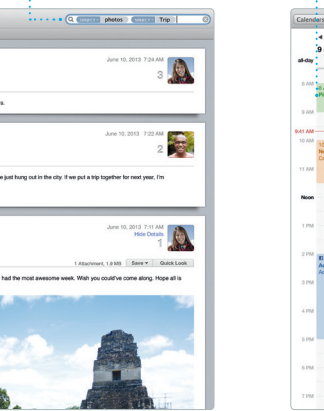 photos Trip
June 10, 2013 7:24 AM
3
s.
June 10, 2013 7:22 AM
2
e just hung out in the city. If we put a trip together for next year, I'm
June 10, 2013 7:11 AM
Hide Details
1
1 Attachment, 1.9 MB Save Quick Look
had the most awesome week. Wish you could've come along. Hope all is
Calendars
9
all-day
8 AM
9 AM
9:41 AM
10 AM
11 AM
Noon
1 PM
2 PM
3 PM
4 PM
5 PM
6 PM
7 PM